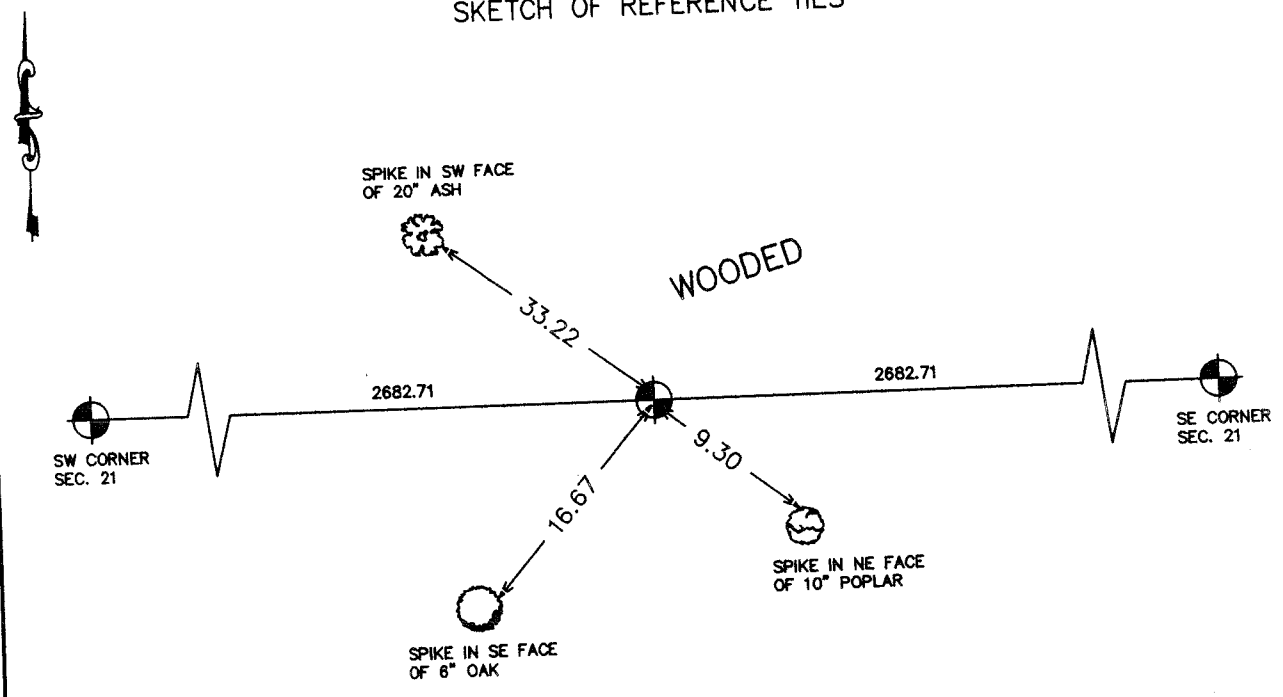 SKETCH OF REFERENCE TIES
SPIKE IN SW FACE
OF 20" ASH
WOODED
33.22
2682.71
2682.71
SW CORNER
SEC. 21
SE CORNER
SEC. 21
9.30
16.67
SPIKE IN NE FACE
OF 10" POPLAR
SPIKE IN SE FACE
OF 6" OAK